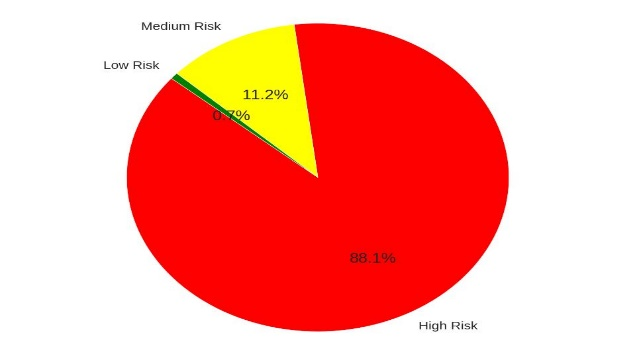 Medium Risk
Low Risk
11.2%
0.7%
88.1%
High Risk